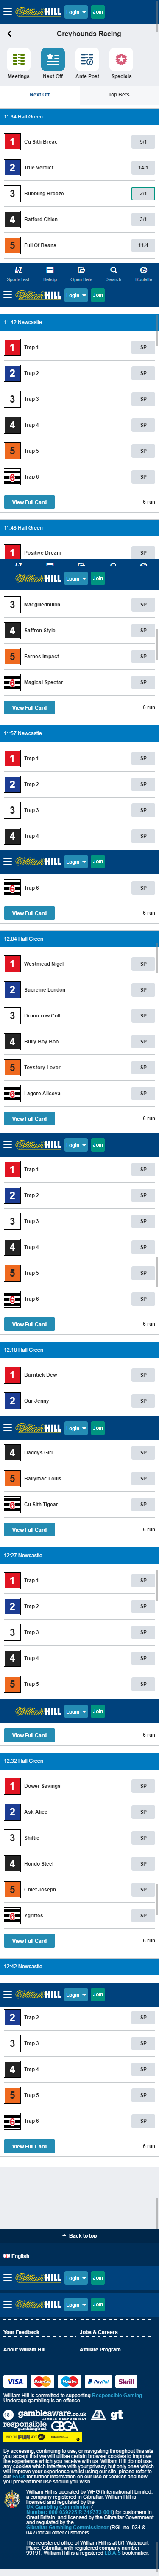 William HILL Login Join
Greyhounds Racing
Meetings Next Off Ante Post Specials
Next Off Top Bets
11:34 Hall Green
1 Cu Sith Breac 5/1
2 True Verdict 14/1
3 Bubbling Breeze 2/1
4 Batford Chien 3/1
5 Full Of Beans 11/4
Sports Test Betslip Open Bets Search Roulette
William HILL Login Join
11:42 Newcastle
1 Trap 1 SP
2 Trap 2 SP
3 Trap 3 SP
4 Trap 4 SP
5 Trap 5 SP
6 Trap 6 SP
View Full Card 6 run
11:48 Hall Green
1 Positive Dream SP
William HILL Login Join
3 Macgilledhuibh SP
4 Saffron Style SP
5 Farnes Impact SP
6 Magical Spectar SP
View Full Card 6 run
11:57 Newcastle
1 Trap 1 SP
2 Trap 2 SP
3 Trap 3 SP
4 Trap 4 SP
William HILL Login Join
6 Trap 6 SP
View Full Card 6 run
12:04 Hall Green
1 Westmead Nigel SP
2 Supreme London SP
3 Drumcrow Colt SP
4 Bully Boy Bob SP
5 Toystory Lover SP
6 Lagore Aliceva SP
View Full Card 6 run
William HILL Login Join
1 Trap 1 SP
2 Trap 2 SP
3 Trap 3 SP
4 Trap 4 SP
5 Trap 5 SP
6 Trap 6 SP
View Full Card 6 run
12:18 Hall Green
1 Barntick Dew SP
2 Our Jenny SP
William HILL Login Join
4 Daddys Girl SP
5 Ballymac Louis SP
6 Cu Sith Tigear SP
View Full Card 6 run
12:27 Newcastle
1 Trap 1 SP
2 Trap 2 SP
3 Trap 3 SP
4 Trap 4 SP
5 Trap 5 SP
William HILL Login Join
View Full Card 6 run
12:32 Hall Green
1 Dower Savings SP
2 Ask Alice SP
3 Shiftie SP
4 Hondo Steel SP
5 Chief Joseph SP
6 Ygrittes SP
View Full Card 6 run
12:42 Newcastle
William HILL Login Join
2 Trap 2 SP
3 Trap 3 SP
4 Trap 4 SP
5 Trap 5 SP
6 Trap 6 SP
View Full Card 6 run
Back to top
English
William HILL Login Join
William HILL Login Join
Your Feedback Jobs & Careers
About William Hill Affiliate Program
VISA PayPal Skrill
William Hill is committed to supporting Responsible Gaming.
Underage gambling is an offence.
gambleaware.co.uk gt
responsible gambling GBGA
By accessing, continuing to use, or navigating throughout this site
you accept that we will use certain browser cookies to improve
the experience which you receive with us. William Hill do not use
any cookies which interfere with your privacy, but only ones which
will improve your experience whilst using our site, please refer to
our FAQs for further information on our use of cookies and how
you prevent their use should you wish.
William Hill is operated by WHG (International) Limited,
a company registered in Gibraltar. William Hill is
licensed and regulated by the
UK Gambling Commission (
) for customers in
Great Britain; and licensed by the Government of
Gibraltar and regulated by the
Gibraltar Gambling Commissioner (RGL no. 034 &
042) for all other customers.
The registered office of William Hill is at 6/1 Waterport
Place, Gibraltar, with registered company number
99191. William Hill is a registered I.B.A.S bookmaker.